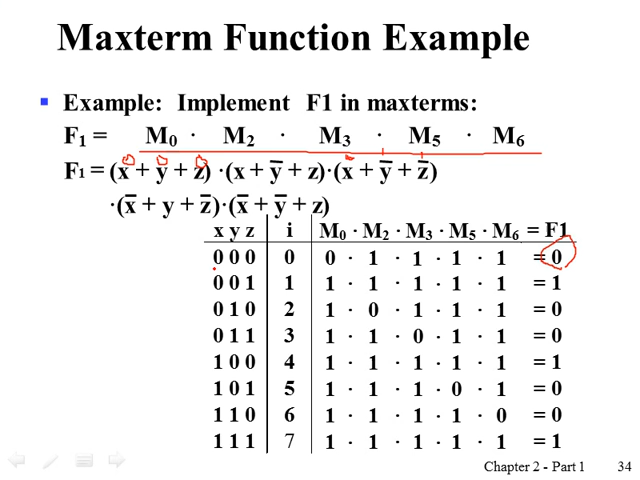 Maxterm Function Example
Example: Implement F1 in maxterms:
F₁ = M₀ · M₂ · M₃ · M₅ · M₆
F1 = (x + y + z) ·(x + y̅ + z)·(x + y̅ + z̅)
·(x̅ + y + z̅)·(x̅ + y̅ + z)
x y z i M₀ · M₂ · M₃ · M₅ · M₆ = F1
0 0 0 0 0 · 1 · 1 · 1 · 1 = 0
0 0 1 1 1 · 1 · 1 · 1 · 1 = 1
0 1 0 2 1 · 0 · 1 · 1 · 1 = 0
0 1 1 3 1 · 1 · 0 · 1 · 1 = 0
1 0 0 4 1 · 1 · 1 · 1 · 1 = 1
1 0 1 5 1 · 1 · 1 · 0 · 1 = 0
1 1 0 6 1 · 1 · 1 · 1 · 0 = 0
1 1 1 7 1 · 1 · 1 · 1 · 1 = 1
Chapter 2 - Part 1 34